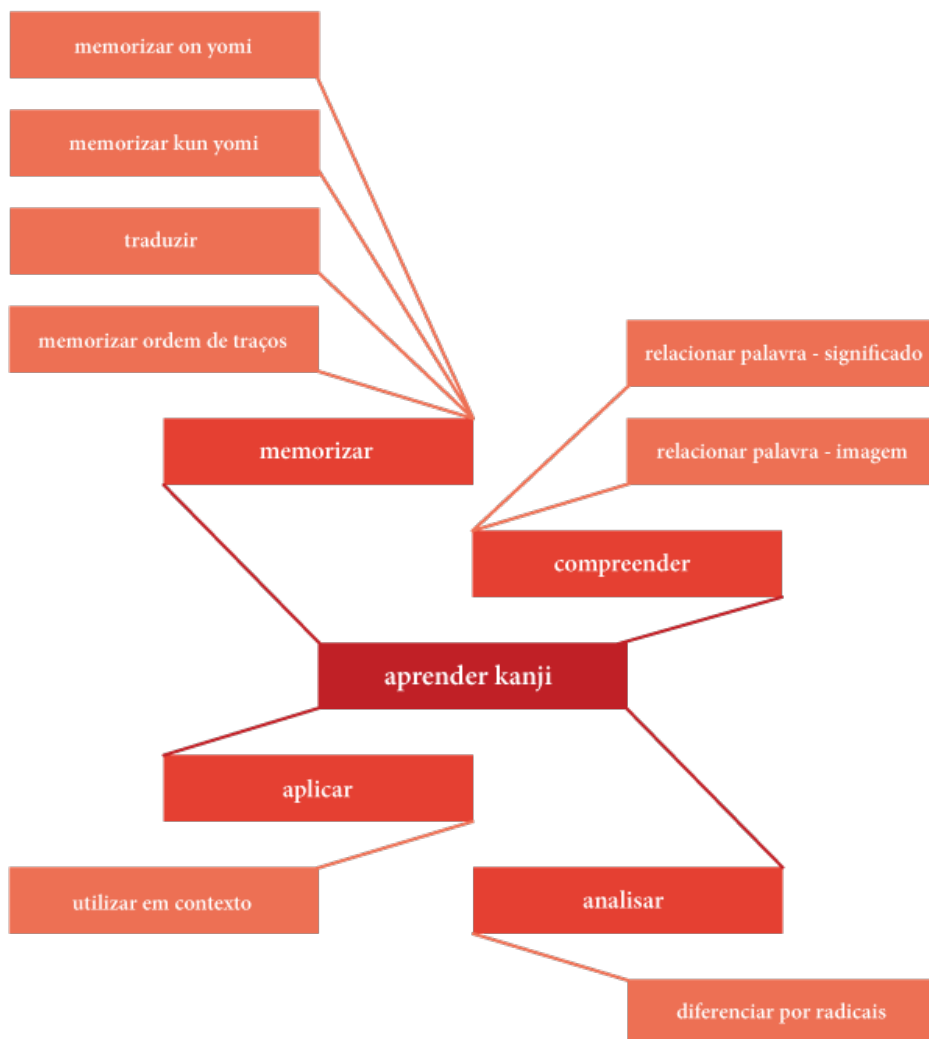 memorizar on yomi
memorizar kun yomi
traduzir
memorizar ordem de traços
relacionar palavra - significado
memorizar
relacionar palavra - imagem
compreender
aprender kanji
aplicar
utilizar em contexto
analisar
diferenciar por radicais